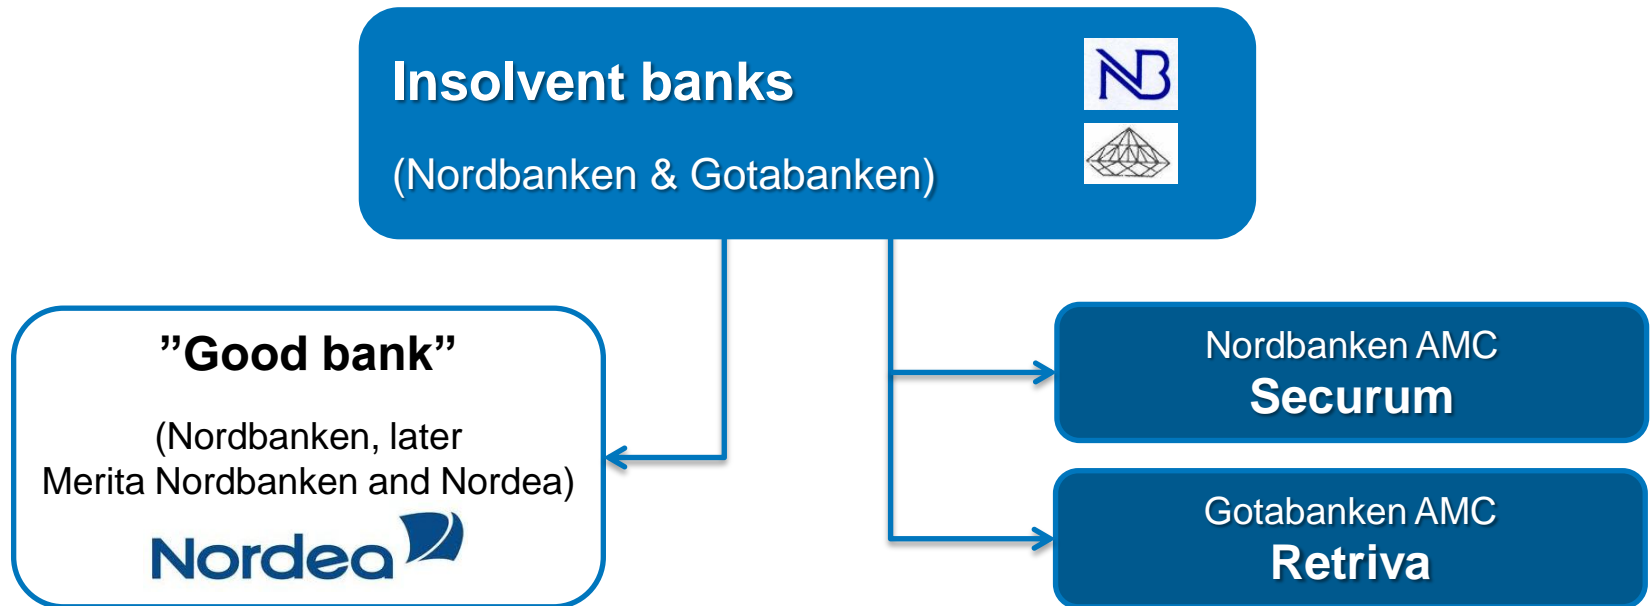 Insolvent banks
NB
(Nordbanken & Gotabanken)
”Good bank”
(Nordbanken, later
Merita Nordbanken and Nordea)
Nordea
Nordbanken AMC
Securum
Gotabanken AMC
Retriva